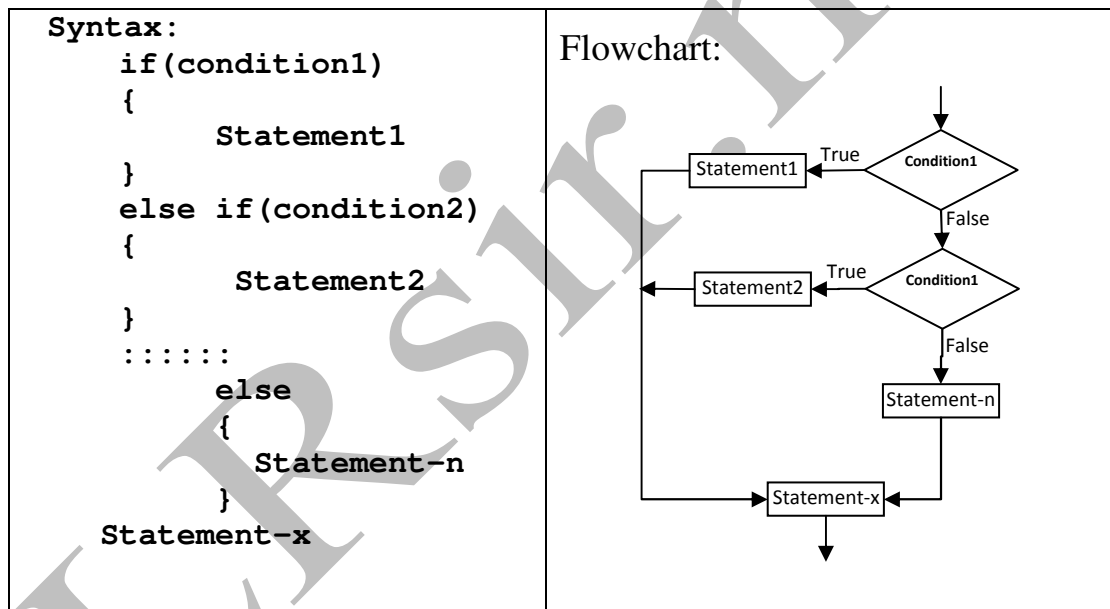 Syntax:
if(condition1)
{
Statement1
}
else if(condition2)
{
Statement2
}
::::::
else
{
Statement-n
}
Statement-x
Flowchart:
Condition1
True
Statement1
False
Condition1
True
Statement2
False
Statement-n
Statement-x